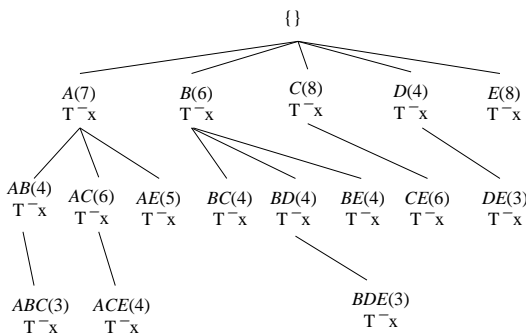 {}
A(7) B(6) C(8) D(4) E(8)
T⁻x T⁻x T⁻x T⁻x T⁻x
AB(4) AC(6) AE(5) BC(4) BD(4) BE(4) CE(6) DE(3)
T⁻x T⁻x T⁻x T⁻x T⁻x T⁻x T⁻x T⁻x
ABC(3) ACE(4) BDE(3)
T⁻x T⁻x T⁻x